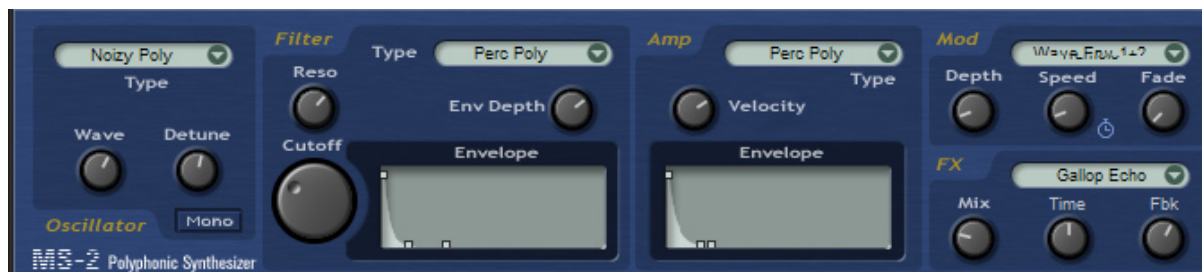 Noizy Poly
Type
Wave
Detune
Oscillator
Mono
MS-2 Polyphonic Synthesizer
Filter
Type
Perc Poly
Reso
Env Depth
Cutoff
Envelope
Amp
Perc Poly
Type
Velocity
Envelope
Mod
Depth
Speed
Fade
FX
Gallop Echo
Mix
Time
Fbk